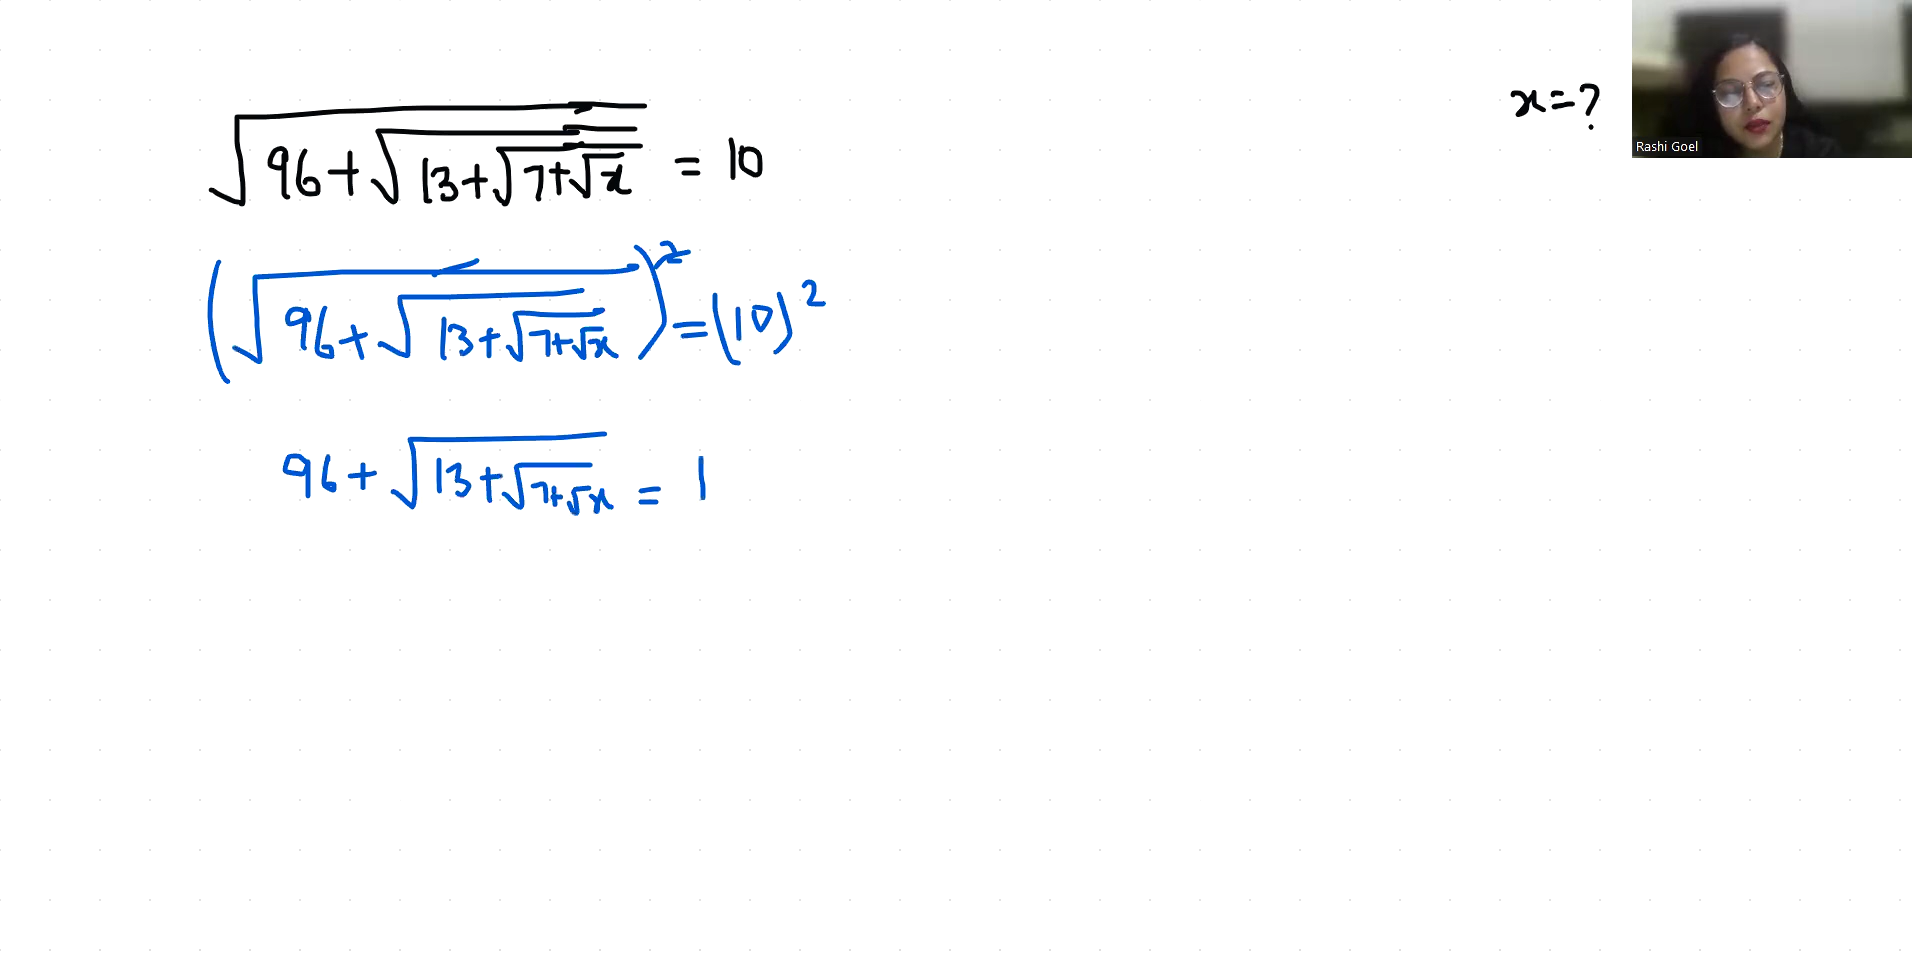 √(96+√(13+√(7+√x))) = 10
x=?
Rashi Goel
(√(96+√(13+√(7+√x))))² = (10)²
96+√(13+√(7+√x)) = 1